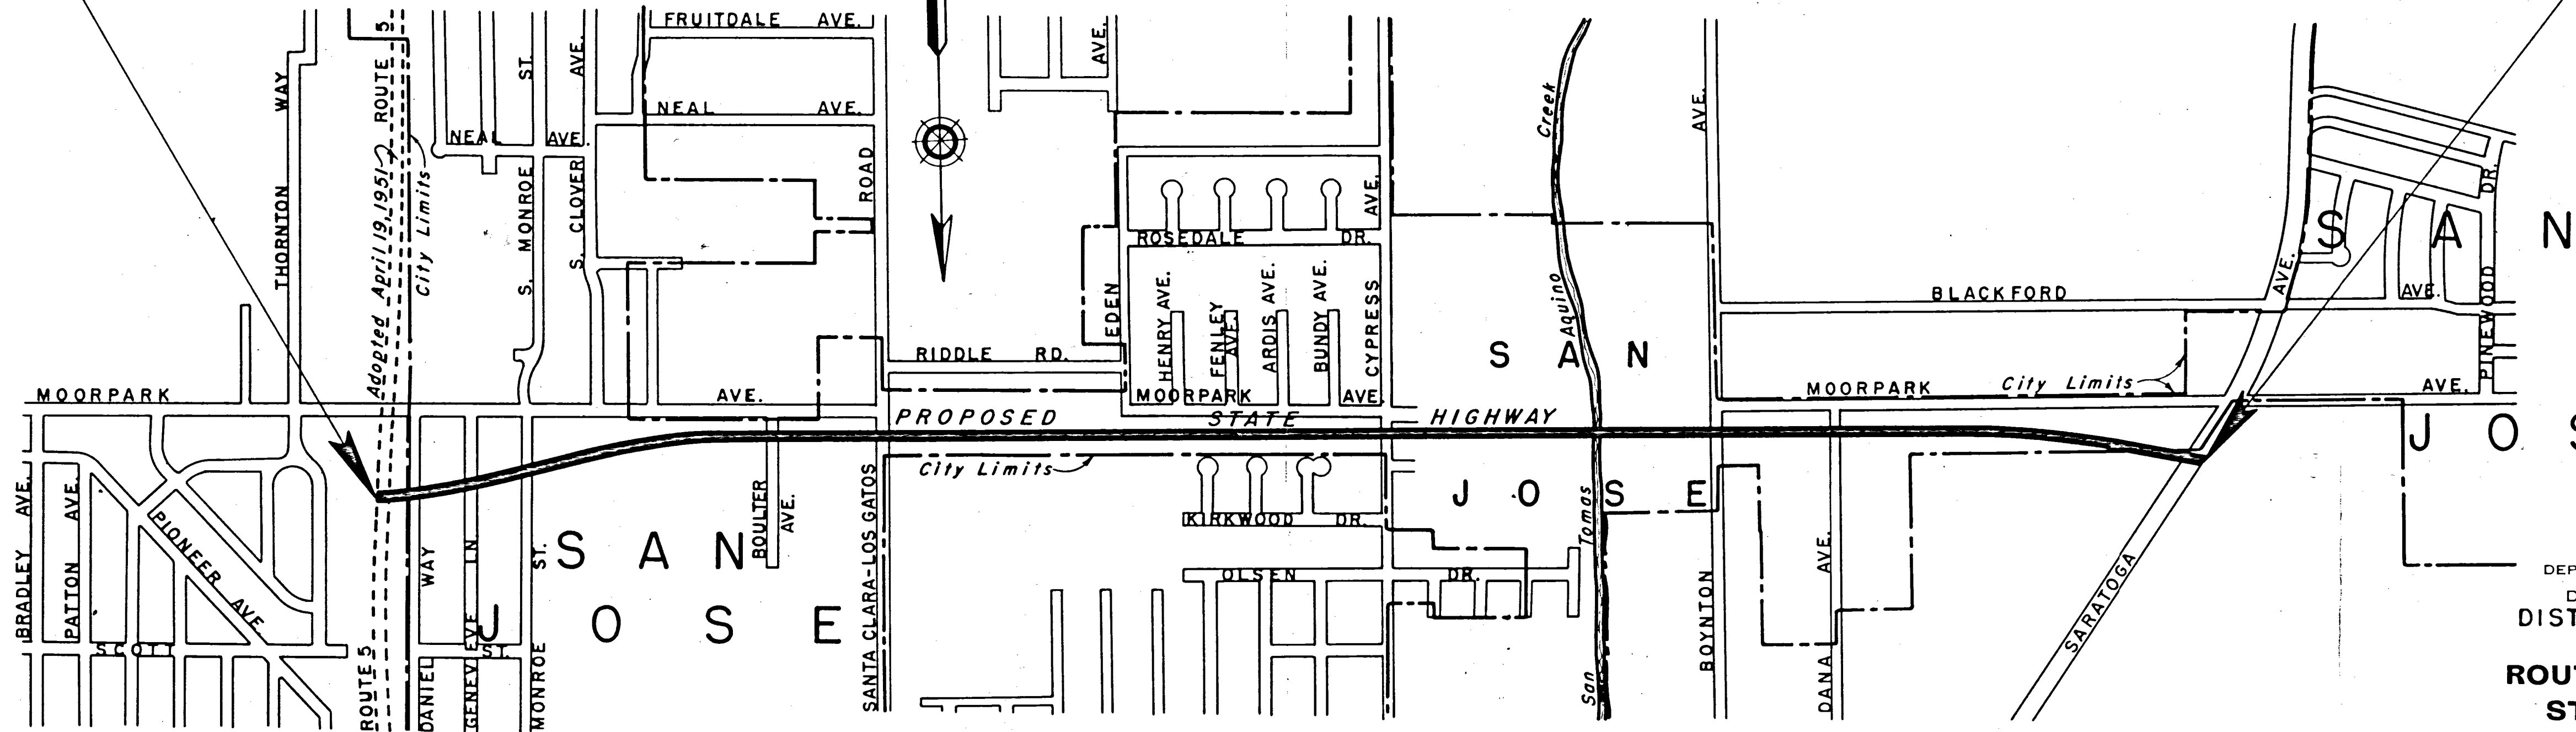 FRUITDALE AVE.
AVE.
ROUTE 5
THORNTON WAY
Adopted April 19, 1951
City Limits
NEAL AVE.
NEAL AVE.
S. MONROE ST.
S. CLOVER AVE.
ROAD
Creek
AVE.
AVE.
ROSEDALE DR.
EDEN
HENRY AVE.
FENLEY AVE.
ARDIS AVE.
BUNDY AVE.
CYPRESS
Aquino
BLACKFORD AVE.
AVE.
PINEWOOD DR.
S A N
RIDDLE RD.
S A N
MOORPARK AVE.
MOORPARK AVE.
MOORPARK AVE.
City Limits
PROPOSED STATE HIGHWAY
City Limits
J O S
J O S E
BRADLEY AVE.
PATTON AVE.
PIONEER AVE.
SCOTT ST.
ROUTE 5
DANIEL WAY
GENEVIEVE LN
MONROE ST.
S A N
J O S E
BOULTER AVE.
SANTA CLARA-LOS GATOS
KIRKWOOD DR.
OLSEN DR.
San Tomas
BOYNTON
DANA AVE.
SARATOGA
DEP
D
DIST
ROU
ST